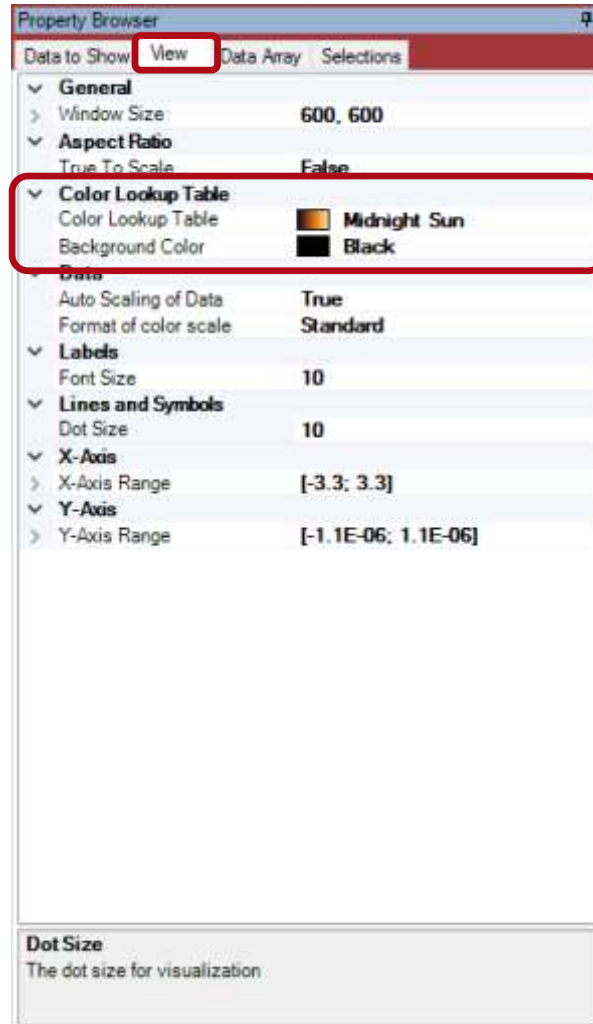 Property Browser
Data to Show View Data Array Selections
General
Window Size 600, 600
Aspect Ratio
True To Scale False
Color Lookup Table
Color Lookup Table Midnight Sun
Background Color Black
Data
Auto Scaling of Data True
Format of color scale Standard
Labels
Font Size 10
Lines and Symbols
Dot Size 10
X-Axis
X-Axis Range [-3.3; 3.3]
Y-Axis
Y-Axis Range [-1.1E-06; 1.1E-06]
Dot Size
The dot size for visualization